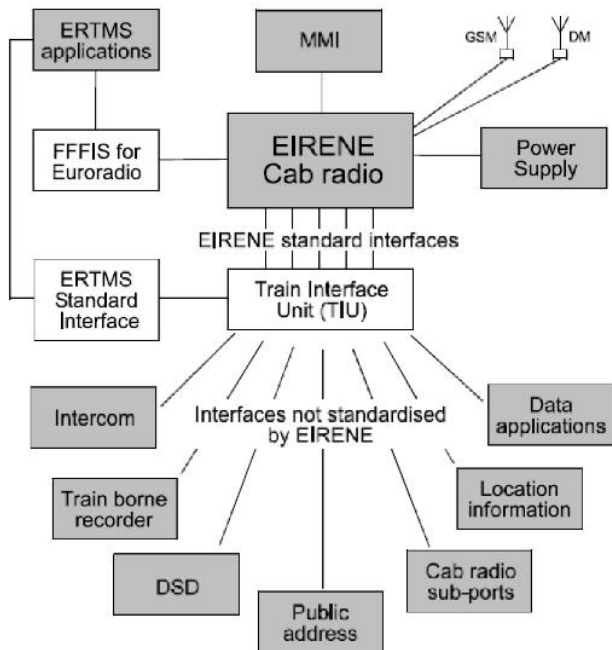 ERTMS
applications
MMI
GSM
DM
FFFIS for
Euroradio
EIRENE
Cab radio
Power
Supply
EIRENE standard interfaces
ERTMS
Standard
Interface
Train Interface
Unit (TIU)
Intercom
Interfaces not standardised
by EIRENE
Data
applications
Train borne
recorder
Location
information
DSD
Cab radio
sub-ports
Public
address